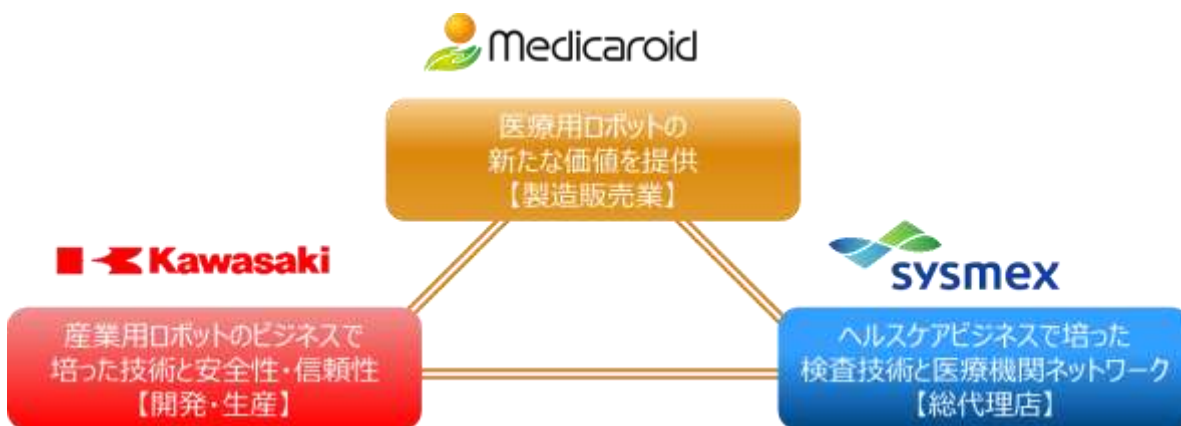 Medicaroid
医療用ロボットの
新たな価値を提供
【製造販売業】
Kawasaki
産業用ロボットのビジネスで
培った技術と安全性・信頼性
【開発・生産】
sysmex
ヘルスケアビジネスで培った
検査技術と医療機関ネットワーク
【総代理店】